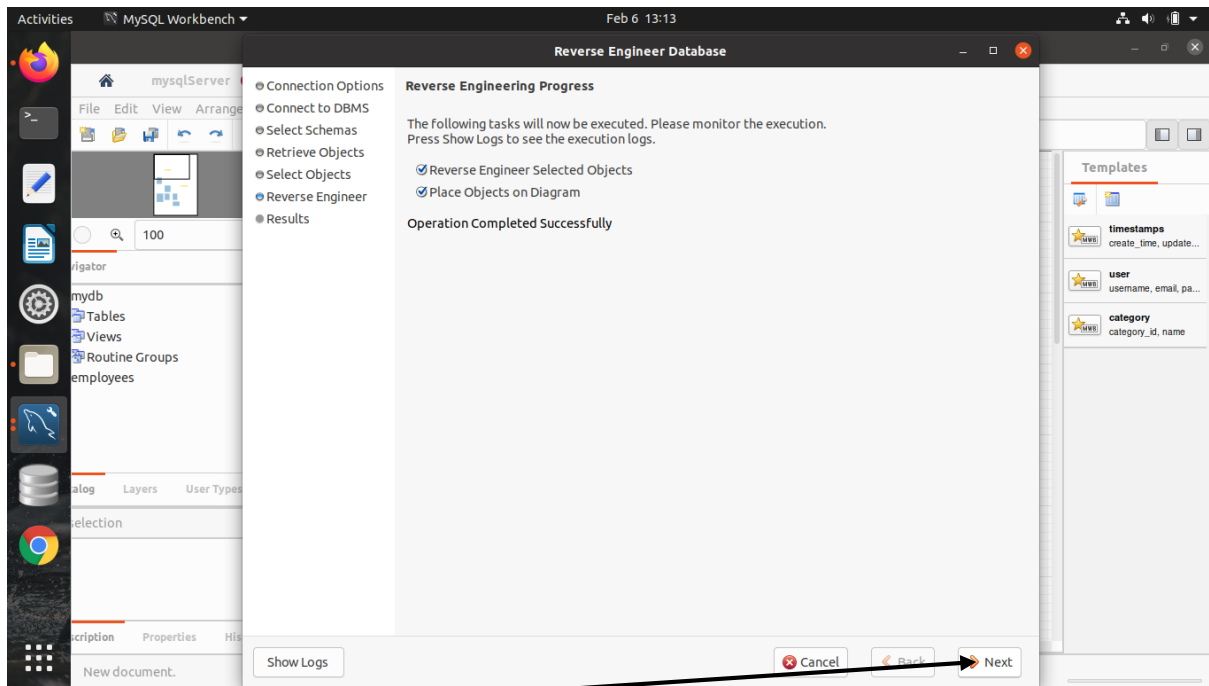 Activities MySQL Workbench Feb 6 13:13
Reverse Engineer Database
mysqlServer
File Edit View Arrange
100
vigator
mydb
Tables
Views
Routine Groups
employees
alog Layers User Types
selection
scription Properties His
New document.
Connection Options
Connect to DBMS
Select Schemas
Retrieve Objects
Select Objects
Reverse Engineer
Results
Reverse Engineering Progress
The following tasks will now be executed. Please monitor the execution.
Press Show Logs to see the execution logs.
Reverse Engineer Selected Objects
Place Objects on Diagram
Operation Completed Successfully
Show Logs Cancel Back Next
Templates
MWB
timestamps
create_time, update...
MWB
user
username, email, pa...
MWB
category
category_id, name